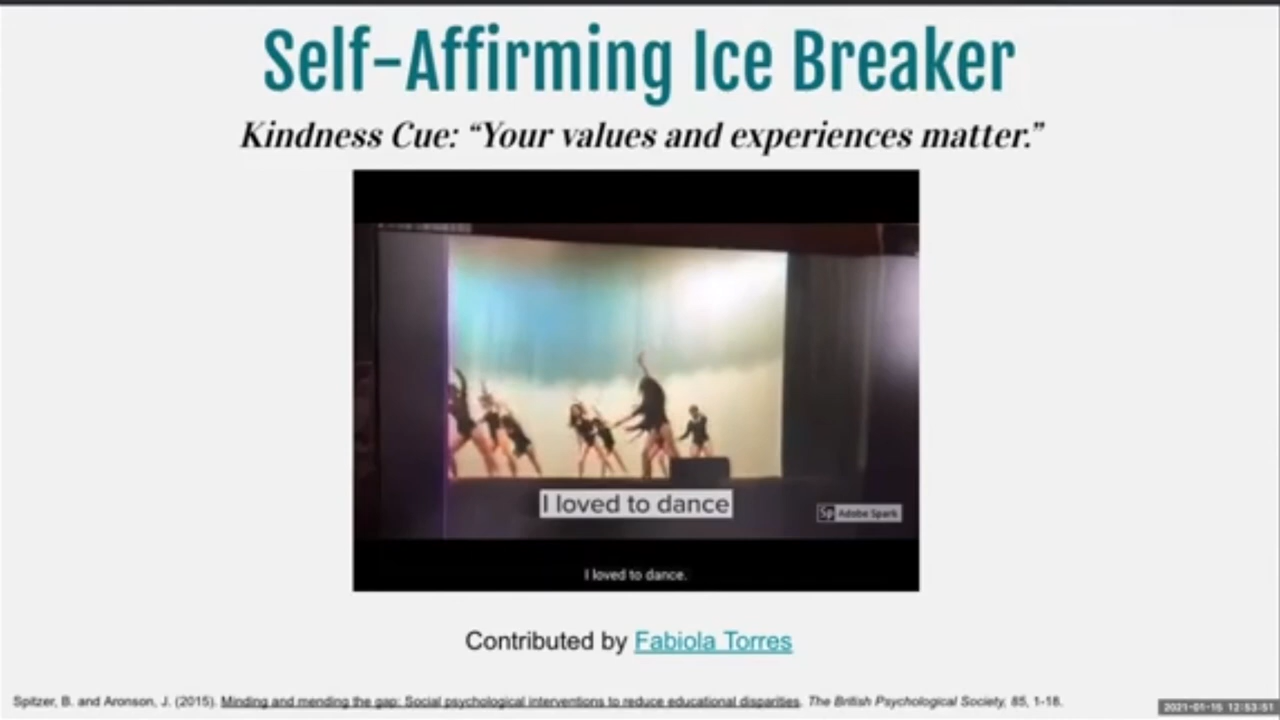 Self-Affirming Ice Breaker
Kindness Cue: “Your values and experiences matter.”
I loved to dance
Sp Adobe Spark
I loved to dance.
Contributed by Fabiola Torres
Spitzer, B. and Aronson, J. (2015). Minding and mending the gap: Social psychological interventions to reduce educational disparities. The British Psychological Society, 85, 1-18.
2021-01-15 12:53:51